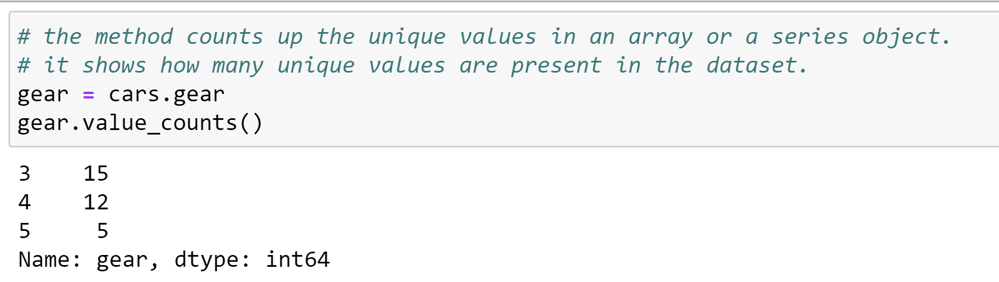 # the method counts up the unique values in an array or a series object.
# it shows how many unique values are present in the dataset.
gear = cars.gear
gear.value_counts()
3    15
4    12
5     5
Name: gear, dtype: int64